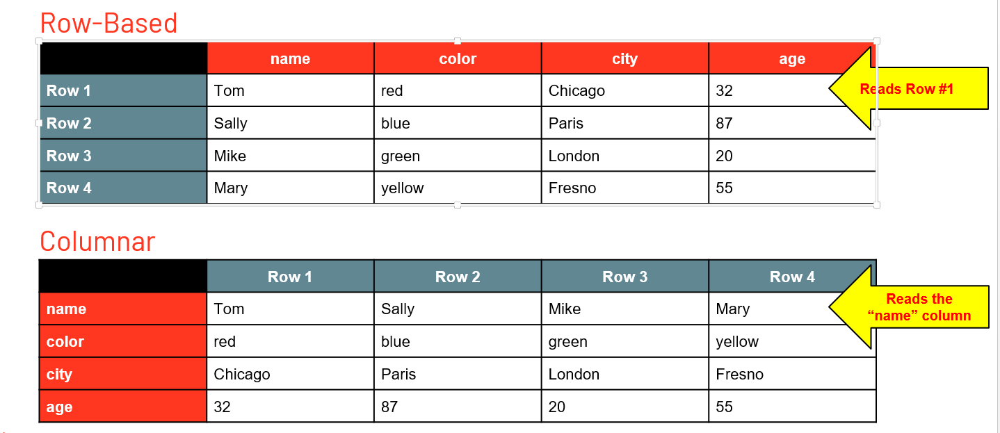 Row-Based
name color city age
Row 1 Tom red Chicago 32 Reads Row #1
Row 2 Sally blue Paris 87
Row 3 Mike green London 20
Row 4 Mary yellow Fresno 55
Columnar
Row 1 Row 2 Row 3 Row 4
name Tom Sally Mike Mary Reads the
“name” column
color red blue green yellow
city Chicago Paris London Fresno
age 32 87 20 55